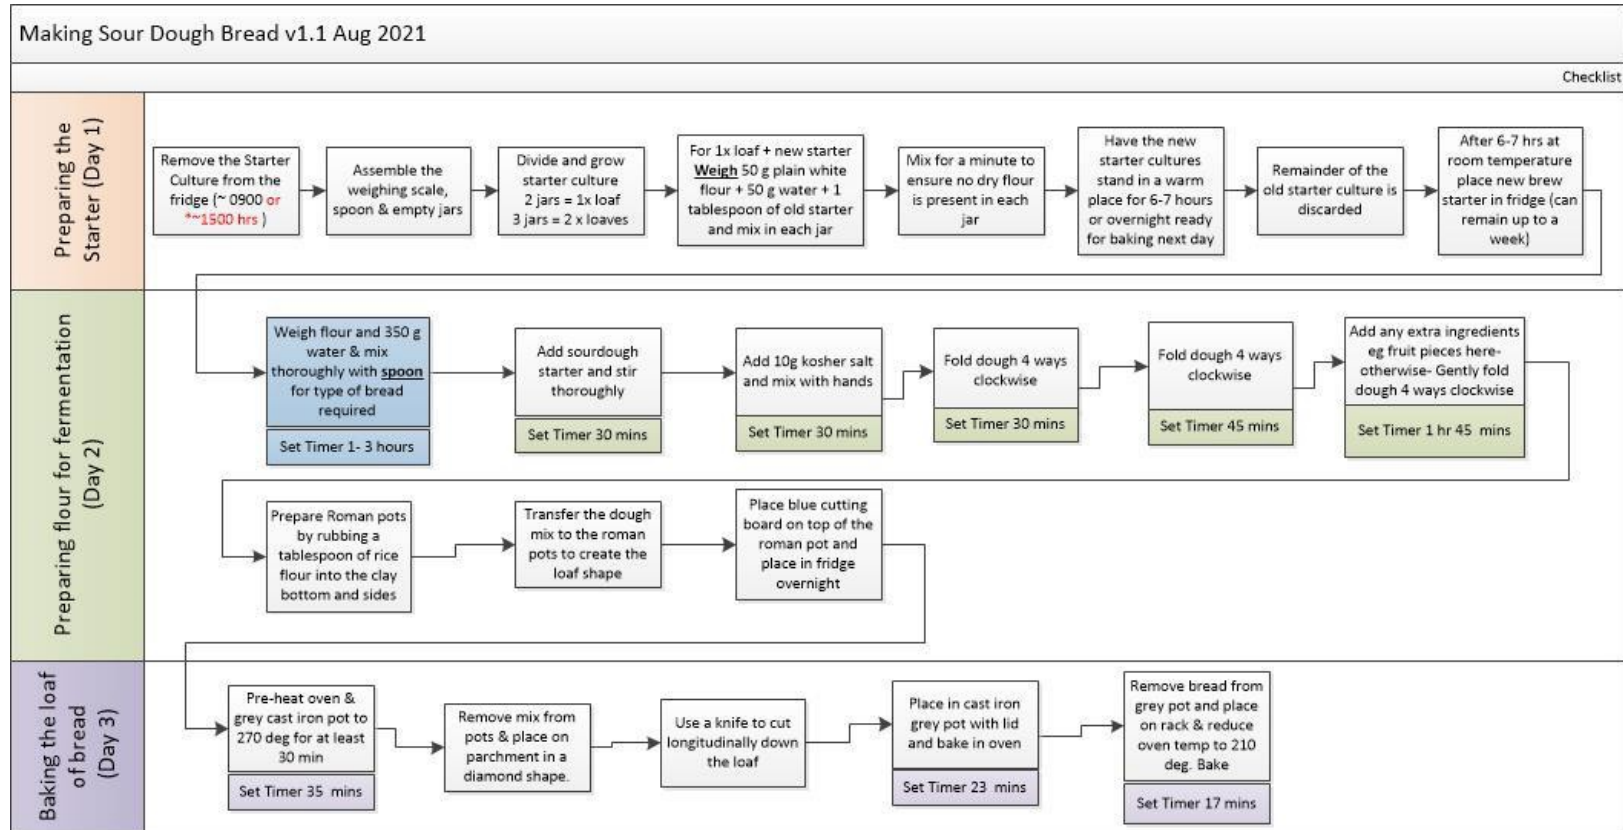 Making Sour Dough Bread v1.1 Aug 2021
Checklist
Preparing the
Starter (Day 1)
Remove the Starter
Culture from the
fridge (~ 0900 or
*~1500 hrs )
Assemble the
weighing scale,
spoon & empty jars
Divide and grow
starter culture
2 jars = 1x loaf
3 jars = 2 x loaves
For 1x loaf + new starter
Weigh 50 g plain white
flour + 50 g water + 1
tablespoon of old starter
and mix in each jar
Mix for a minute to
ensure no dry flour
is present in each
jar
Have the new
starter cultures
stand in a warm
place for 6-7 hours
or overnight ready
for baking next day
Remainder of the
old starter culture is
discarded
After 6-7 hrs at
room temperature
place new brew
starter in fridge (can
remain up to a
week)
Preparing flour for fermentation
(Day 2)
Weigh flour and 350 g
water & mix
thoroughly with spoon
for type of bread
required
Set Timer 1- 3 hours
Add sourdough
starter and stir
thoroughly
Set Timer 30 mins
Add 10g kosher salt
and mix with hands
Set Timer 30 mins
Fold dough 4 ways
clockwise
Set Timer 30 mins
Fold dough 4 ways
clockwise
Set Timer 45 mins
Add any extra ingredients
eg fruit pieces here-
otherwise- Gently fold
dough 4 ways clockwise
Set Timer 1 hr 45 mins
Prepare Roman pots
by rubbing a
tablespoon of rice
flour into the clay
bottom and sides
Transfer the dough
mix to the roman
pots to create the
loaf shape
Place blue cutting
board on top of the
roman pot and
place in fridge
overnight
Baking the loaf
of bread
(Day 3)
Pre-heat oven &
grey cast iron pot to
270 deg for at least
30 min
Set Timer 35 mins
Remove mix from
pots & place on
parchment in a
diamond shape.
Use a knife to cut
longitudinally down
the loaf
Place in cast iron
grey pot with lid
and bake in oven
Set Timer 23 mins
Remove bread from
grey pot and place
on rack & reduce
oven temp to 210
deg. Bake
Set Timer 17 mins